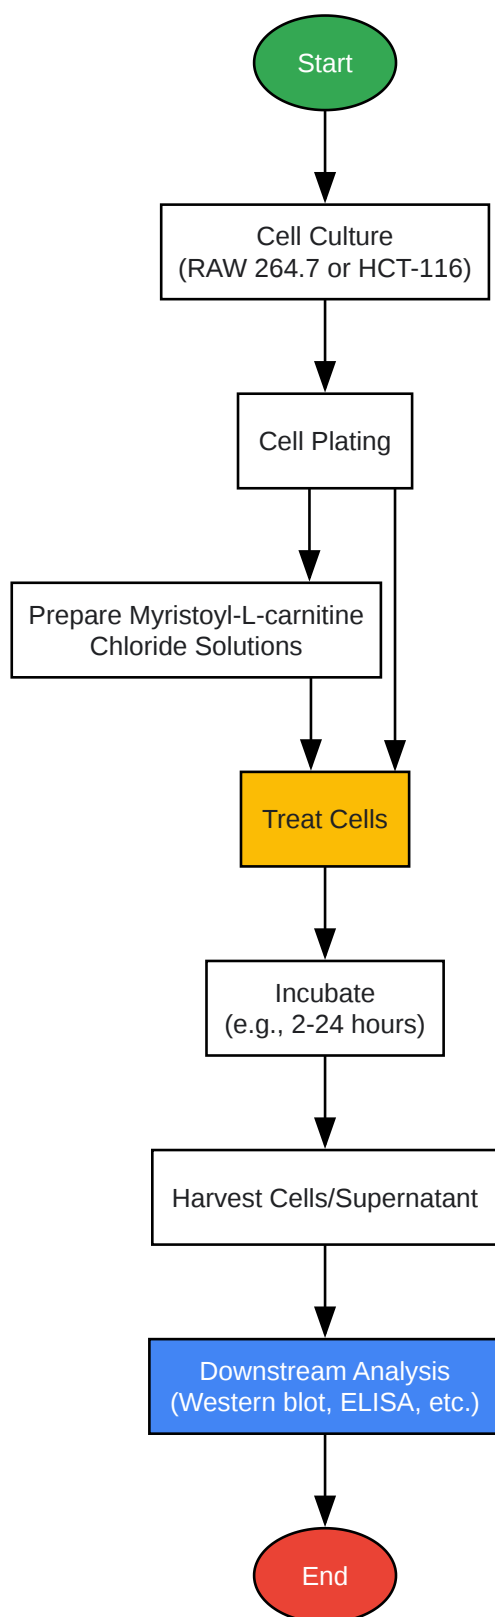 Start
Cell Culture
(RAW 264.7 or HCT-116)
Cell Plating
Prepare Myristoyl-L-carnitine
Chloride Solutions
Treat Cells
Incubate
(e.g., 2-24 hours)
Harvest Cells/Supernatant
Downstream Analysis
(Western blot, ELISA, etc.)
End